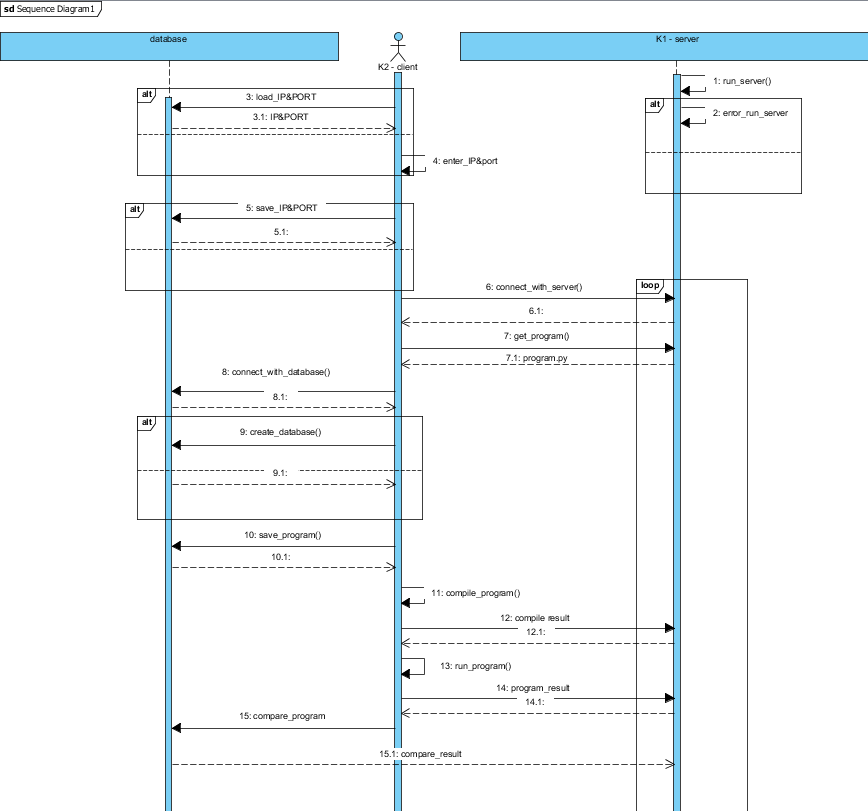 sd Sequence Diagram1
database
K2 - client
K1 - server
1: run_server()
alt
2: error_run_server
alt
3: load_IP&PORT
3.1: IP&PORT
4: enter_IP&port
alt
5: save_IP&PORT
5.1:
loop
6: connect_with_server()
6.1:
7: get_program()
7.1: program.py
8: connect_with_database()
8.1:
alt
9: create_database()
9.1:
10: save_program()
10.1:
11: compile_program()
12: compile result
12.1:
13: run_program()
14: program_result
14.1:
15: compare_program
15.1: compare_result